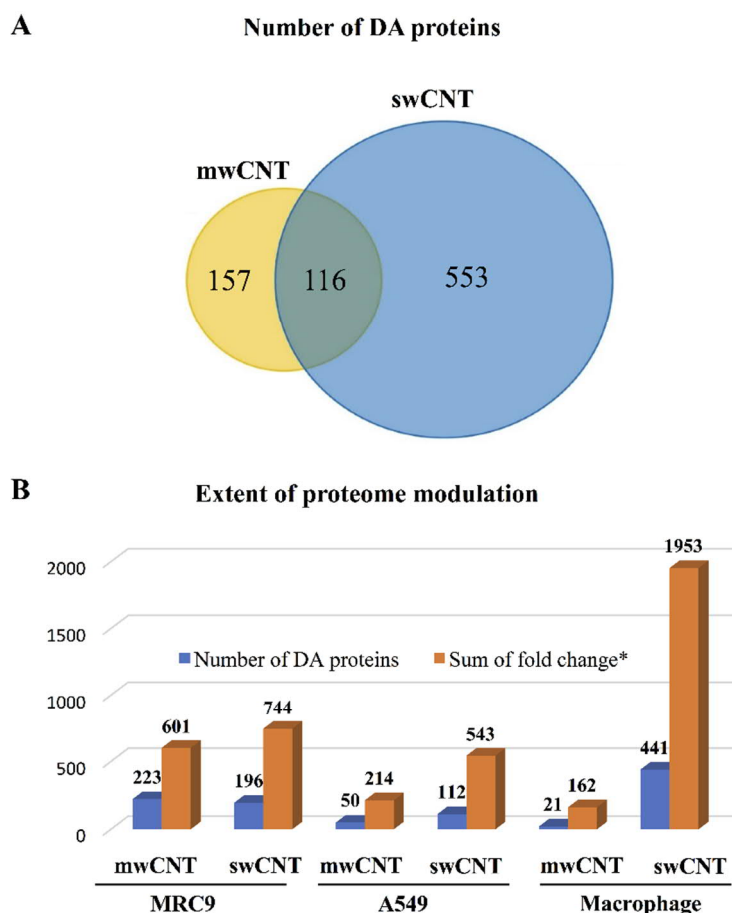 A
Number of DA proteins
swCNT
mwCNT
157 116 553
B
Extent of proteome modulation
1953
2000
1500
Number of DA proteins Sum of fold change*
1000
744
601
543
441
500
223 196
214
112
162
50
21
0
mwCNT swCNT mwCNT swCNT mwCNT swCNT
MRC9 A549 Macrophage